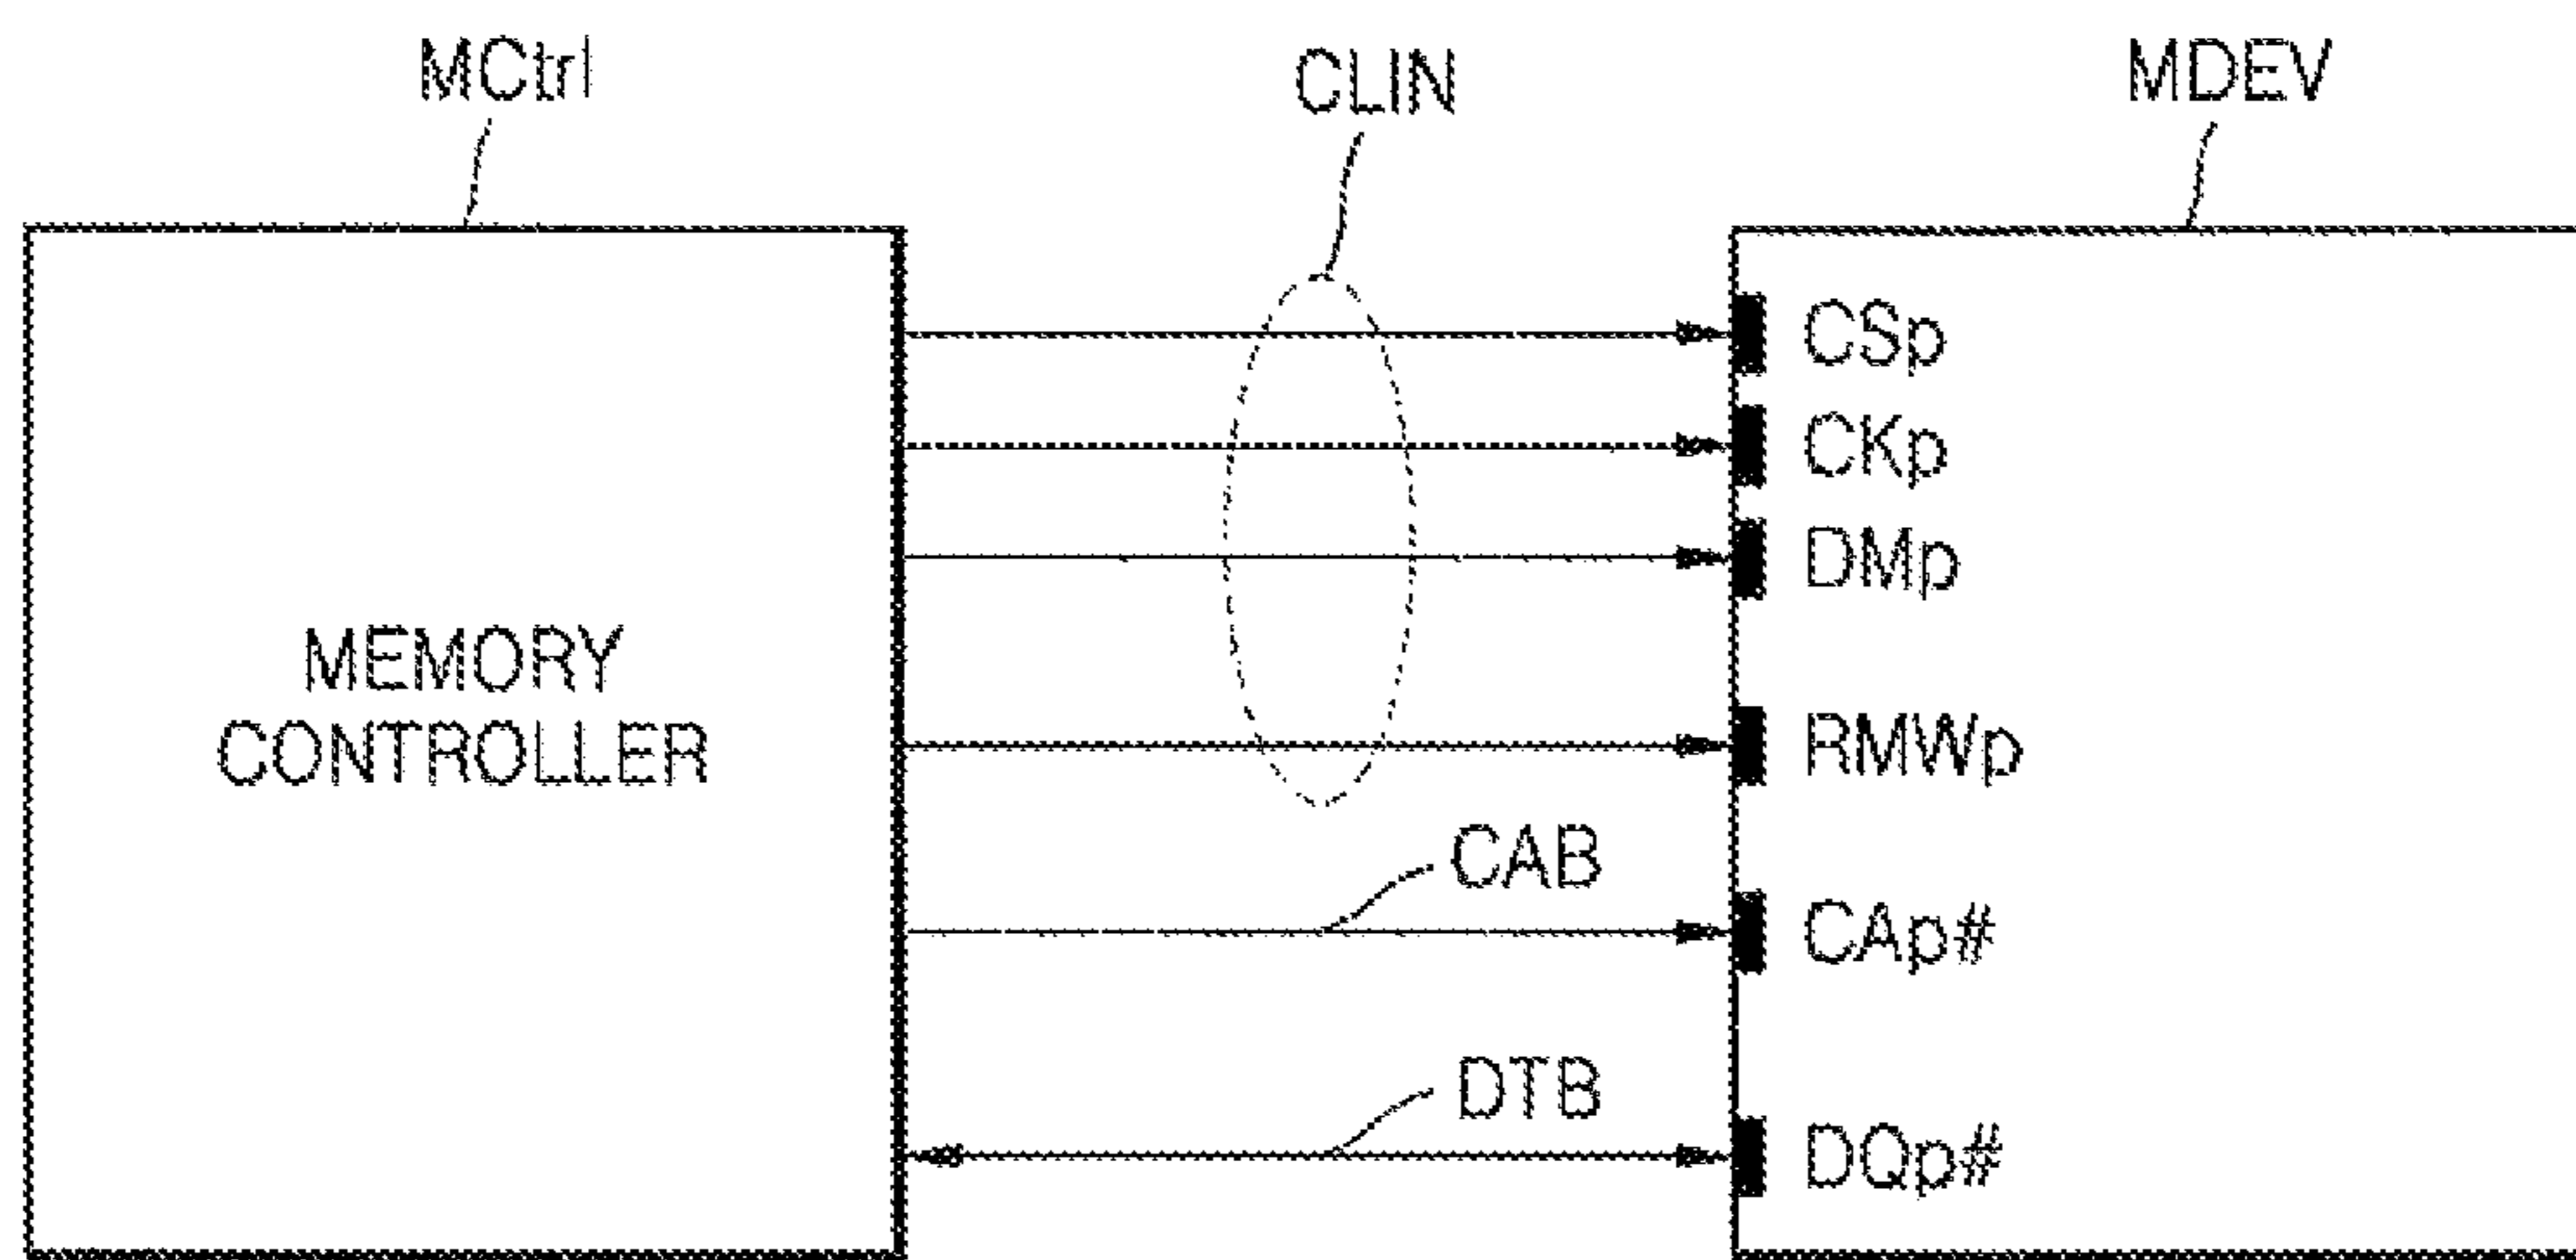 MCtrl
CLIN
MDEV
CSp
CKp
DMp
MEMORY
CONTROLLER
RMWp
CAB
CAp#
DTB
DQp#